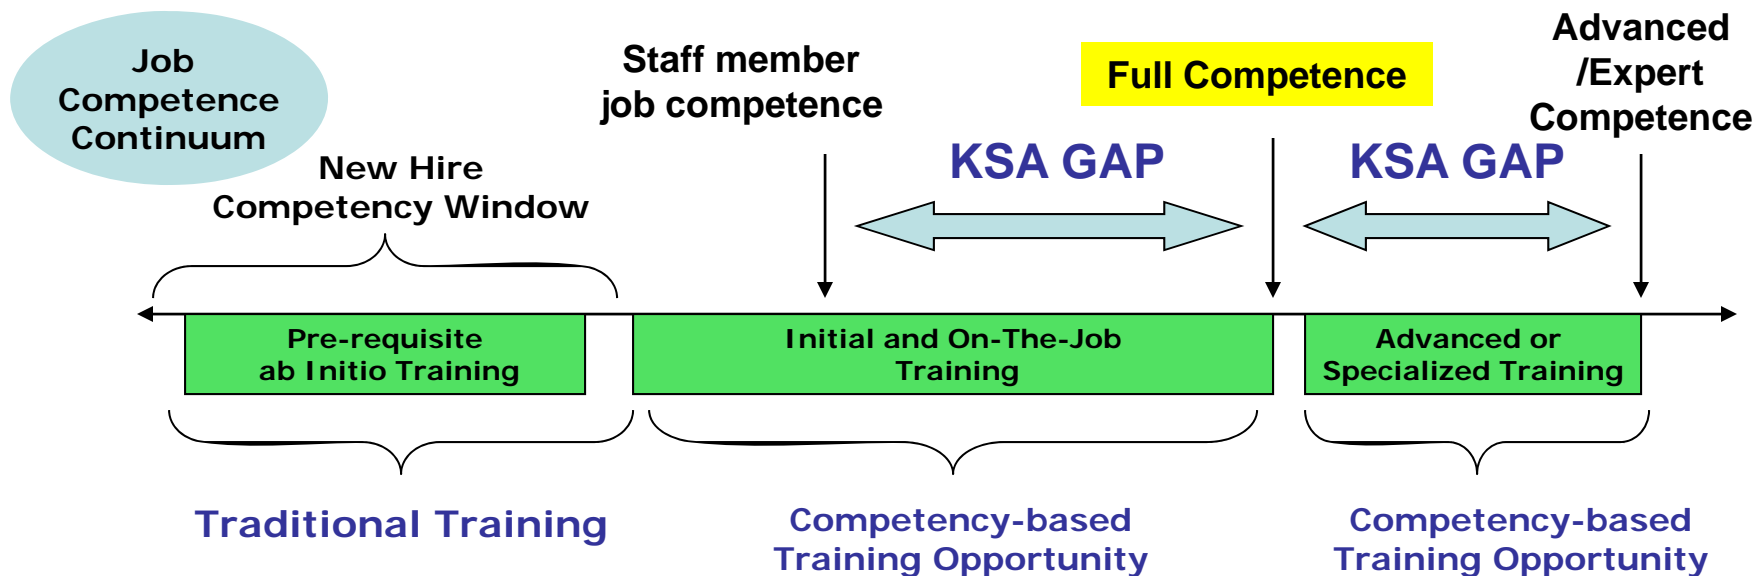 Job
Competence
Continuum
New Hire
Competency Window
Staff member
job competence
Full Competence
Advanced
/Expert
Competence
KSA GAP
KSA GAP
Pre-requisite
ab Initio Training
Initial and On-The-Job
Training
Advanced or
Specialized Training
Traditional Training
Competency-based
Training Opportunity
Competency-based
Training Opportunity